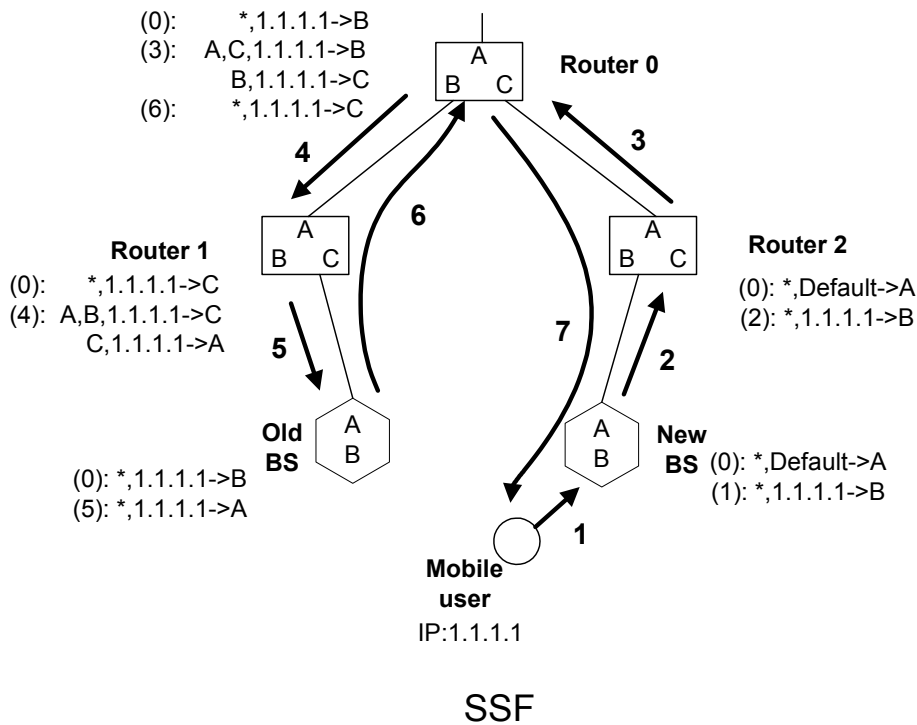 (0): *,1.1.1.1->B
(3): A,C,1.1.1.1->B
B,1.1.1.1->C
(6): *,1.1.1.1->C
A
B C
Router 0
4
3
6
A
B C
Router 1
(0): *,1.1.1.1->C
(4): A,B,1.1.1.1->C
C,1.1.1.1->A
A
B C
Router 2
(0): *,Default->A
(2): *,1.1.1.1->B
5
7
2
Old
BS
A
B
(0): *,1.1.1.1->B
(5): *,1.1.1.1->A
A
B
New
BS
(0): *,Default->A
(1): *,1.1.1.1->B
1
Mobile
user
IP:1.1.1.1
SSF